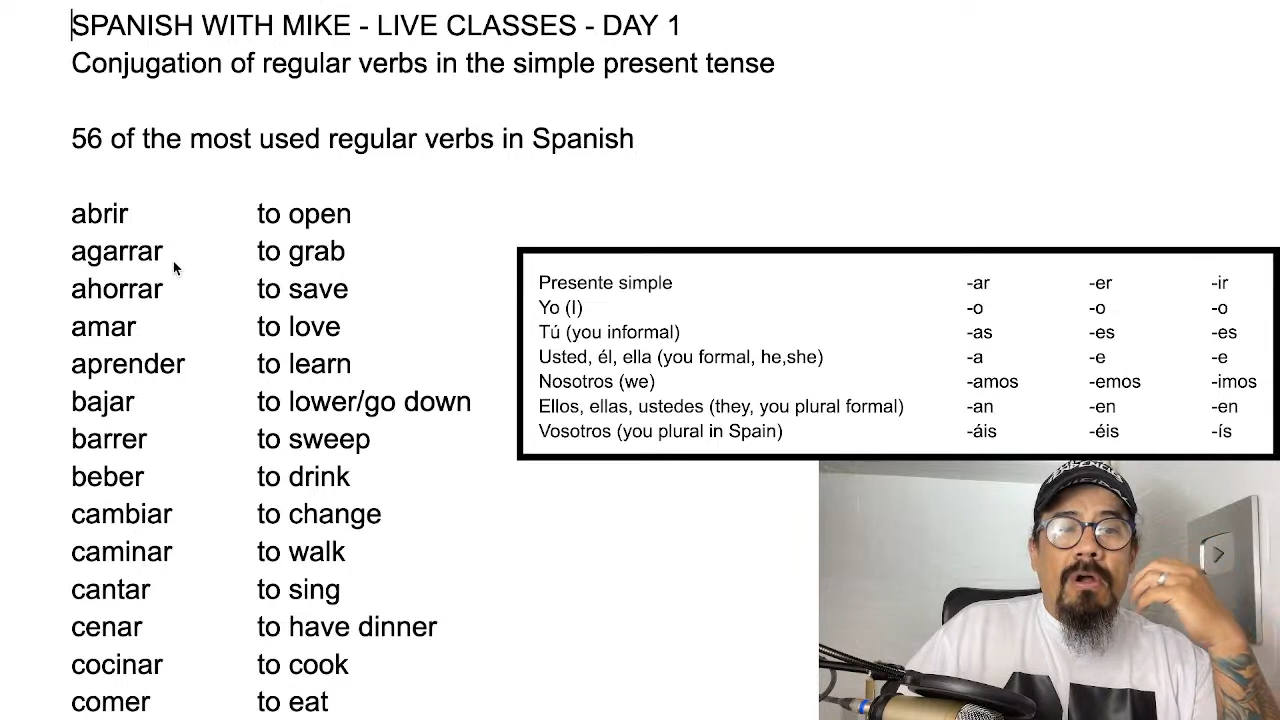 SPANISH WITH MIKE - LIVE CLASSES - DAY 1
Conjugation of regular verbs in the simple present tense
56 of the most used regular verbs in Spanish
abrir to open
agarrar to grab
ahorrar to save
amar to love
aprender to learn
bajar to lower/go down
barrer to sweep
beber to drink
cambiar to change
caminar to walk
cantar to sing
cenar to have dinner
cocinar to cook
comer to eat
Presente simple -ar -er -ir
Yo (I) -o -o -o
Tú (you informal) -as -es -es
Usted, él, ella (you formal, he,she) -a -e -e
Nosotros (we) -amos -emos -imos
Ellos, ellas, ustedes (they, you plural formal) -an -en -en
Vosotros (you plural in Spain) -áis -éis -ís